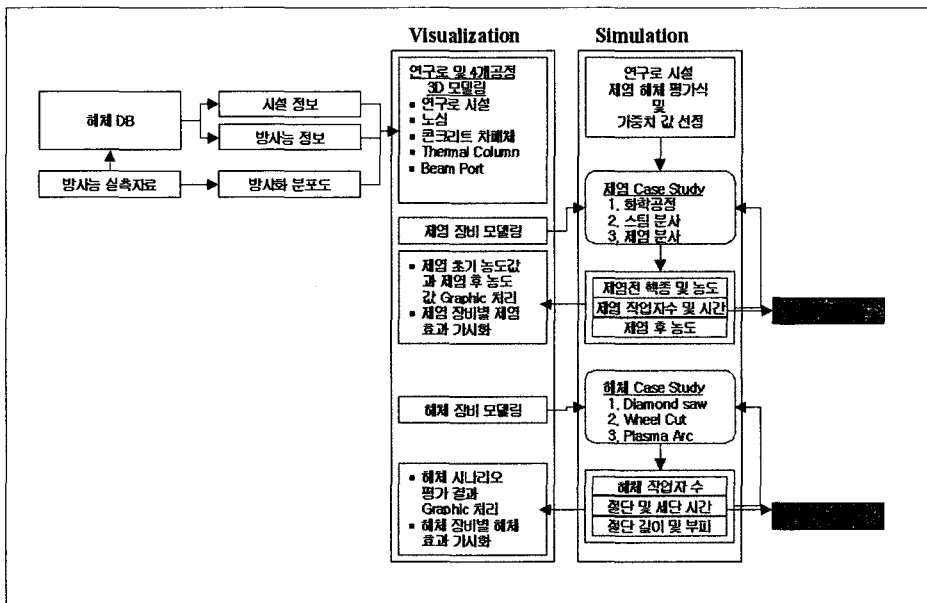 Visualization
Simulation
해체 DB
방사능 실측자료
시설 정보
방사능 정보
방사화 분포도
연구로 및 4개공정
3D 모델링
▪ 연구로 시설
▪ 노심
▪ 콘크리트 차폐체
▪ Thermal Column
▪ Beam Port
제염 장비 모델링
▪ 제염 초기 농도값
과 제염 후 농도
값 Graphic 처리
▪ 제염 장비별 제염
효과 가시화
해체 장비 모델링
▪ 해체 시나리오
평가 결과
Graphic 처리
▪ 해체 장비별 해체
효과 가시화
연구로 시설
제염 해체 평가식
및
가중치 값 선정
제염 Case Study
1. 화학공정
2. 스팀 분사
3. 제염 분사
제염전 핵종 및 농도
제염 작업자수 및 시간
제염 후 농도
해체 Case Study
1. Diamond saw
2. Wheel Cut
3. Plasma Arc
해체 작업자 수
절단 및 세단 시간
절단 길이 및 부피